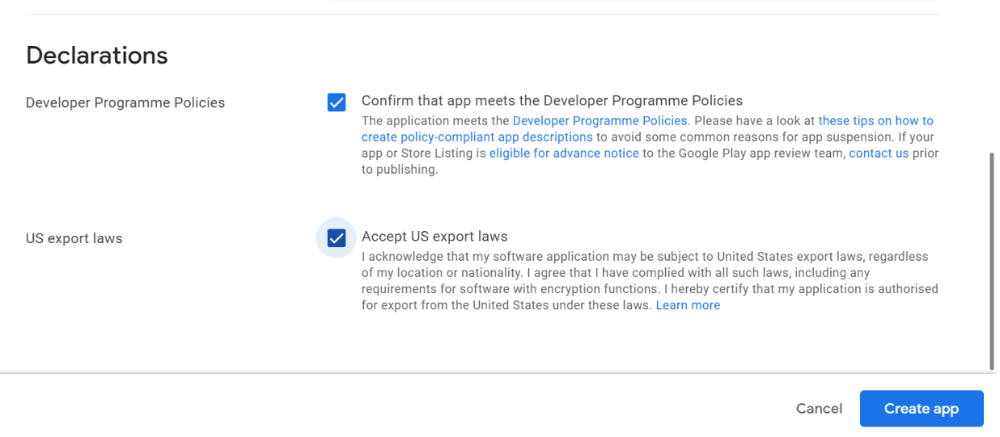 Declarations
Developer Programme Policies
Confirm that app meets the Developer Programme Policies
The application meets the Developer Programme Policies. Please have a look at these tips on how to
create policy-compliant app descriptions to avoid some common reasons for app suspension. If your
app or Store Listing is eligible for advance notice to the Google Play app review team, contact us prior
to publishing.
US export laws
Accept US export laws
I acknowledge that my software application may be subject to United States export laws, regardless
of my location or nationality. I agree that I have complied with all such laws, including any
requirements for software with encryption functions. I hereby certify that my application is authorised
for export from the United States under these laws. Learn more
Cancel
Create app